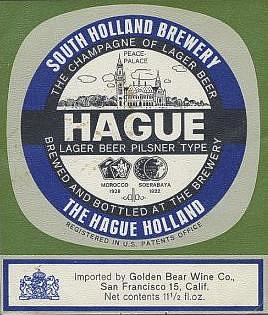 SOUTH HOLLAND BREWERY
THE CHAMPAGNE OF LAGER BEER
PEACE-
PALACE
HAGUE
LAGER BEER PILSNER TYPE
MOROCCO
1928
SOERABAYA
1922
BREWED AND BOTTLED AT THE BREWERY
THE HAGUE HOLLAND
REGISTERED IN U.S. PATENTS OFFICE
Imported by Golden Bear Wine Co.,
San Francisco 15, Calif.
Net contents 11½ fl.oz.